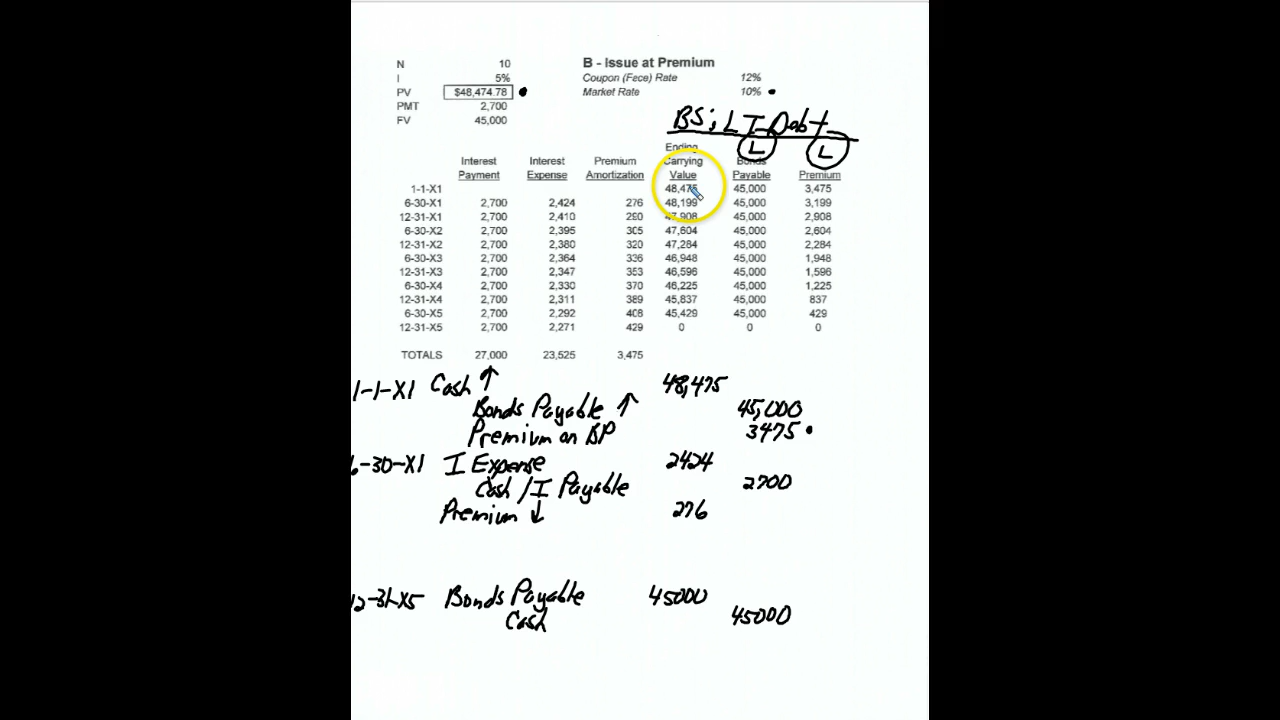 N 10 B - Issue at Premium
I 5% Coupon (Face) Rate 12%
PV $48,474.78 Market Rate 10%
PMT 2,700
FV 45,000
BS: LT Debt
L L
Ending
Interest Interest Premium Carrying Bonds
Payment Expense Amortization Value Payable Premium
1-1-X1 48,475 45,000 3,475
6-30-X1 2,700 2,424 276 48,199 45,000 3,199
12-31-X1 2,700 2,410 290 47,908 45,000 2,908
6-30-X2 2,700 2,395 305 47,604 45,000 2,604
12-31-X2 2,700 2,380 320 47,284 45,000 2,284
6-30-X3 2,700 2,364 336 46,948 45,000 1,948
12-31-X3 2,700 2,347 353 46,596 45,000 1,596
6-30-X4 2,700 2,330 370 46,225 45,000 1,225
12-31-X4 2,700 2,311 389 45,837 45,000 837
6-30-X5 2,700 2,292 408 45,429 45,000 429
12-31-X5 2,700 2,271 429 0 0 0
TOTALS 27,000 23,525 3,475
1-1-X1 Cash ↑ 48,475
Bonds Payable ↑ 45,000
Premium on BP 3475
6-30-X1 I Expense 2424
Cash / I Payable 2700
Premium ↓ 276
12-31-X5 Bonds Payable 45000
Cash 45000